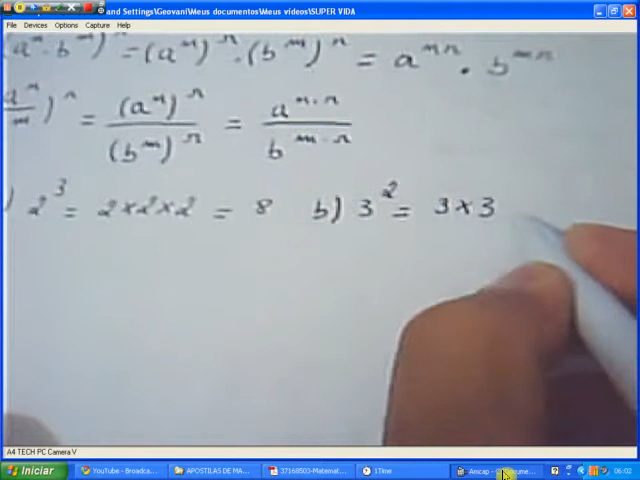 and Settings\Geovani\Meus documentos\Meus vídeos\SUPER VIDA
File Devices Options Capture Help
(a^m · b^m)^n = (a^m)^n · (b^m)^n = a^mn · b^mn
a^m/m)^n = (a^m)^n/(b^m)^n = a^m·n/b^m·n
) 2^3 = 2×2×2 = 8 b) 3^2 = 3×3
A4 TECH PC Camera V
Iniciar YouTube - Broadca... APOSTILAS DE MA... 37168503-Matemat... 1Time Amcap - 06:02